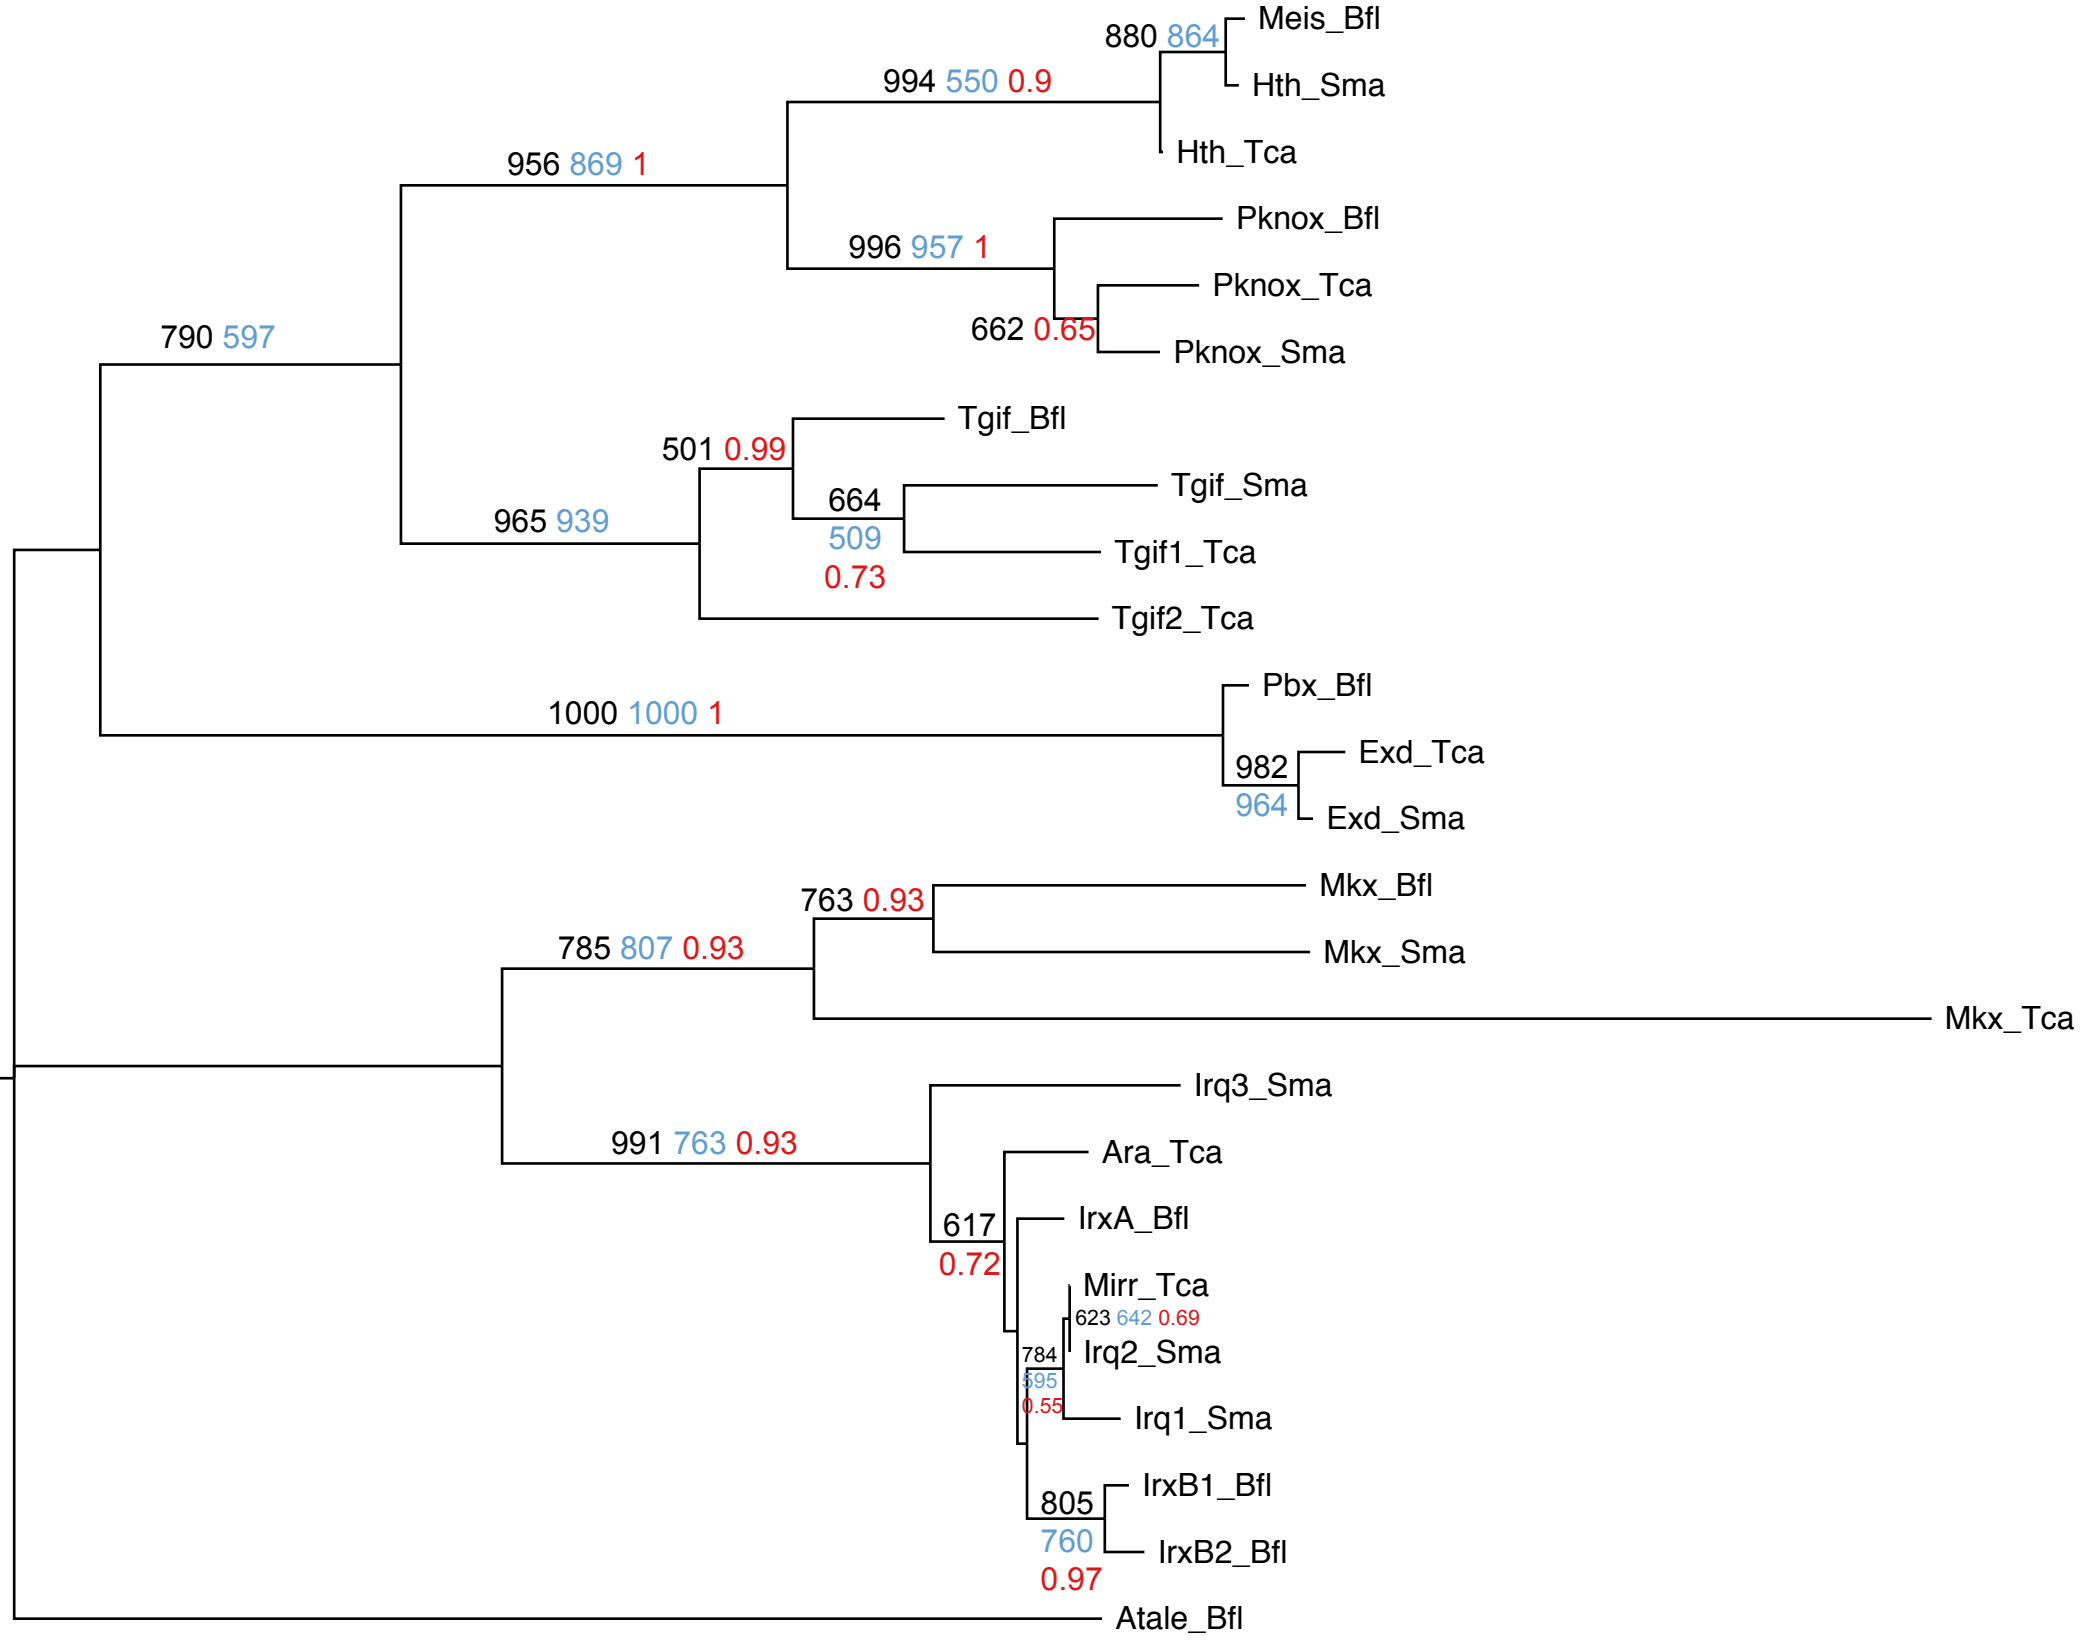 Meis_Bfl
880 864
Hth_Sma
994 550 0.9
Hth_Tca
956 869 1
Pknox_Bfl
996 957 1
Pknox_Tca
662 0.65
790 597
Pknox_Sma
Tgif_Bfl
501 0.99
Tgif_Sma
664
509
0.73
965 939
Tgif1_Tca
Tgif2_Tca
Pbx_Bfl
1000 1000 1
Exd_Tca
982
964
Exd_Sma
Mkx_Bfl
763 0.93
785 807 0.93
Mkx_Sma
Mkx_Tca
Irq3_Sma
991 763 0.93
Ara_Tca
617
0.72
IrxA_Bfl
Mirr_Tca
623 642 0.69
Irq2_Sma
784
595
0.55
Irq1_Sma
IrxB1_Bfl
805
760
0.97
IrxB2_Bfl
Atale_Bfl